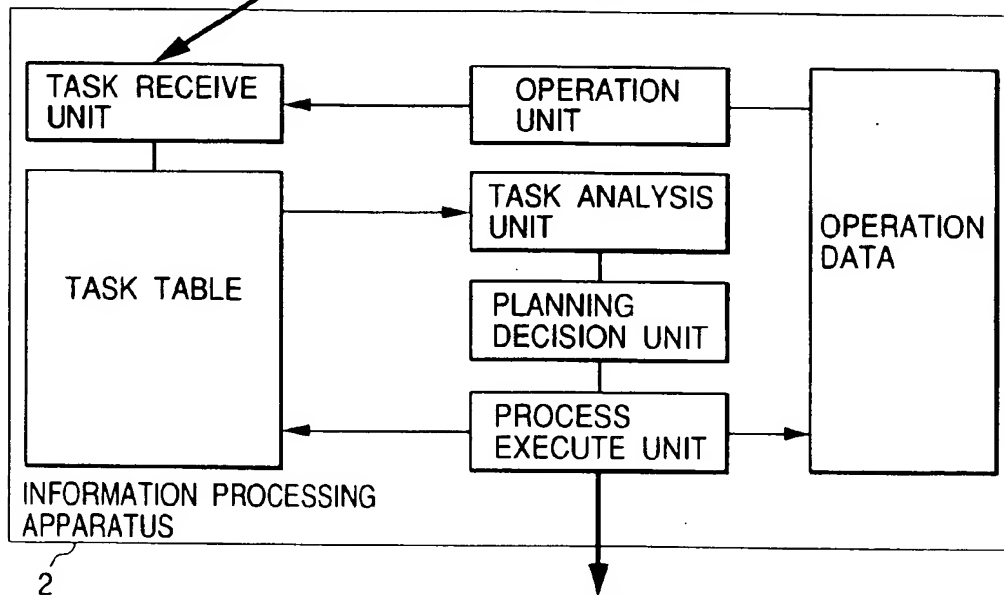 TASK RECEIVE
UNIT
OPERATION
UNIT
TASK ANALYSIS
UNIT
OPERATION
DATA
TASK TABLE
PLANNING
DECISION UNIT
PROCESS
EXECUTE UNIT
INFORMATION PROCESSING
APPARATUS
2